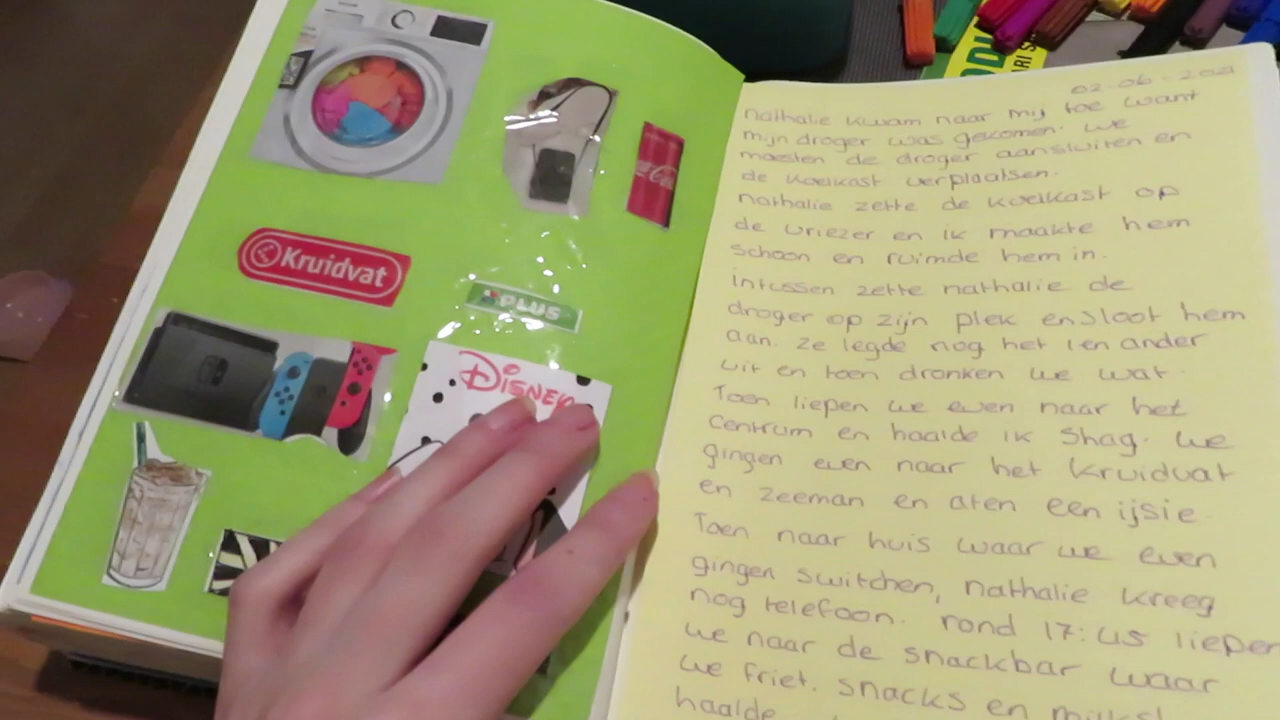 Coca-Cola
Kruidvat
PLUS
DISNEY
02-06-2021
nathalie kwam naar mij toe want
mijn droger was gekomen. we
moesten de droger aansluiten en
de koelkast verplaatsen.
nathalie zette de koelkast op
de vriezer en ik maakte hem
schoon en ruimde hem in.
intussen zette nathalie de
droger op zijn plek en sloot hem
aan. ze legde nog het 1 en ander
uit en toen dronken we wat.
Toen liepen we even naar het
centrum en haalde ik shag. we
gingen even naar het kruidvat
en zeeman en aten een ijsje.
Toen naar huis waar we even
gingen switchen, nathalie kreeg
nog telefoon. rond 17:45 liepen
we naar de snackbar waar
we friet. snacks en
haalde